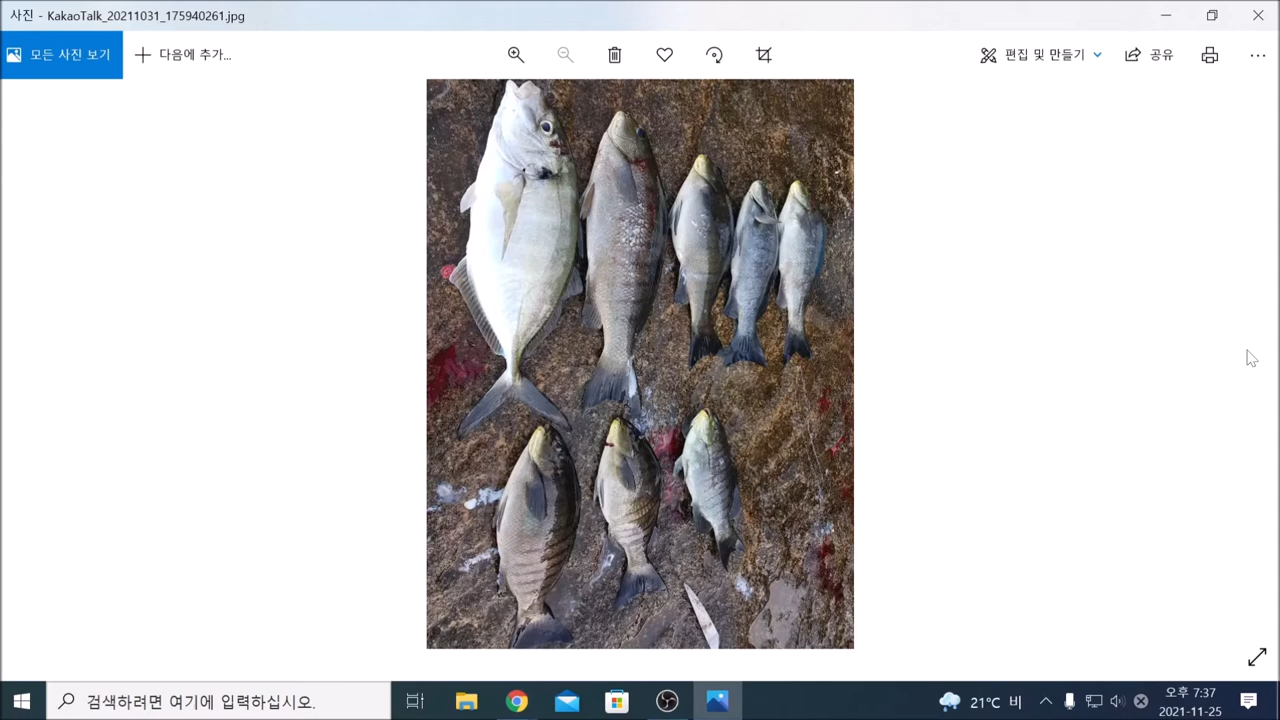 사진 - KakaoTalk_20211031_175940261.jpg
모든 사진 보기
다음에 추가...
편집 및 만들기
공유
검색하려면 여기에 입력하십시오.
21°C 비
오후 7:37
2021-11-25